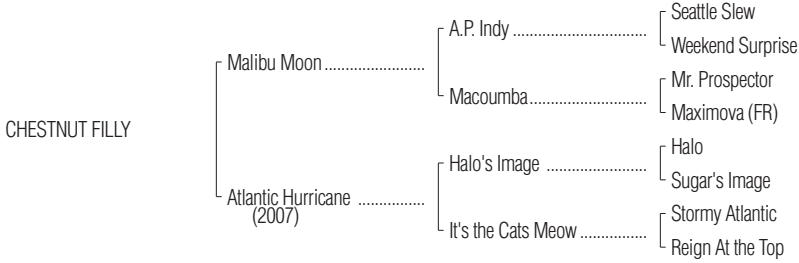 Seattle Slew
A.P. Indy
Weekend Surprise
Malibu Moon
Mr. Prospector
Macoumba
Maximova (FR)
CHESTNUT FILLY
Halo
Halo's Image
Sugar's Image
Atlantic Hurricane
(2007)
Stormy Atlantic
It's the Cats Meow
Reign At the Top